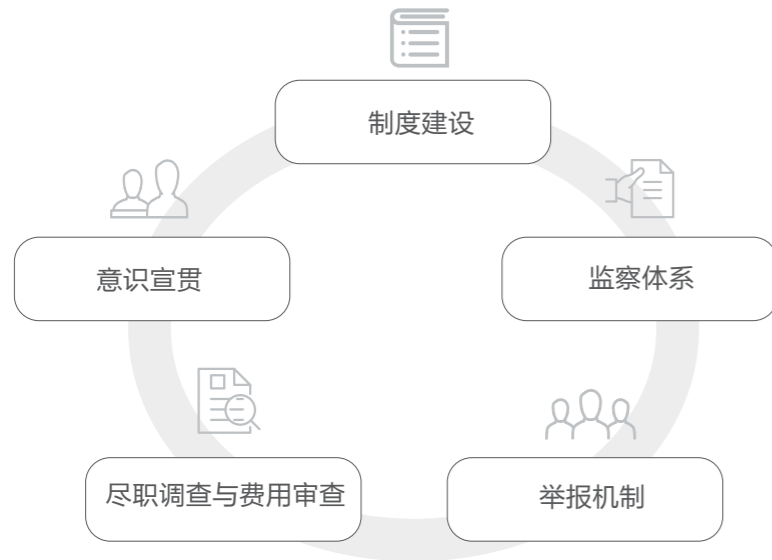 制度建设
意识宣贯
监察体系
尽职调查与费用审查
举报机制